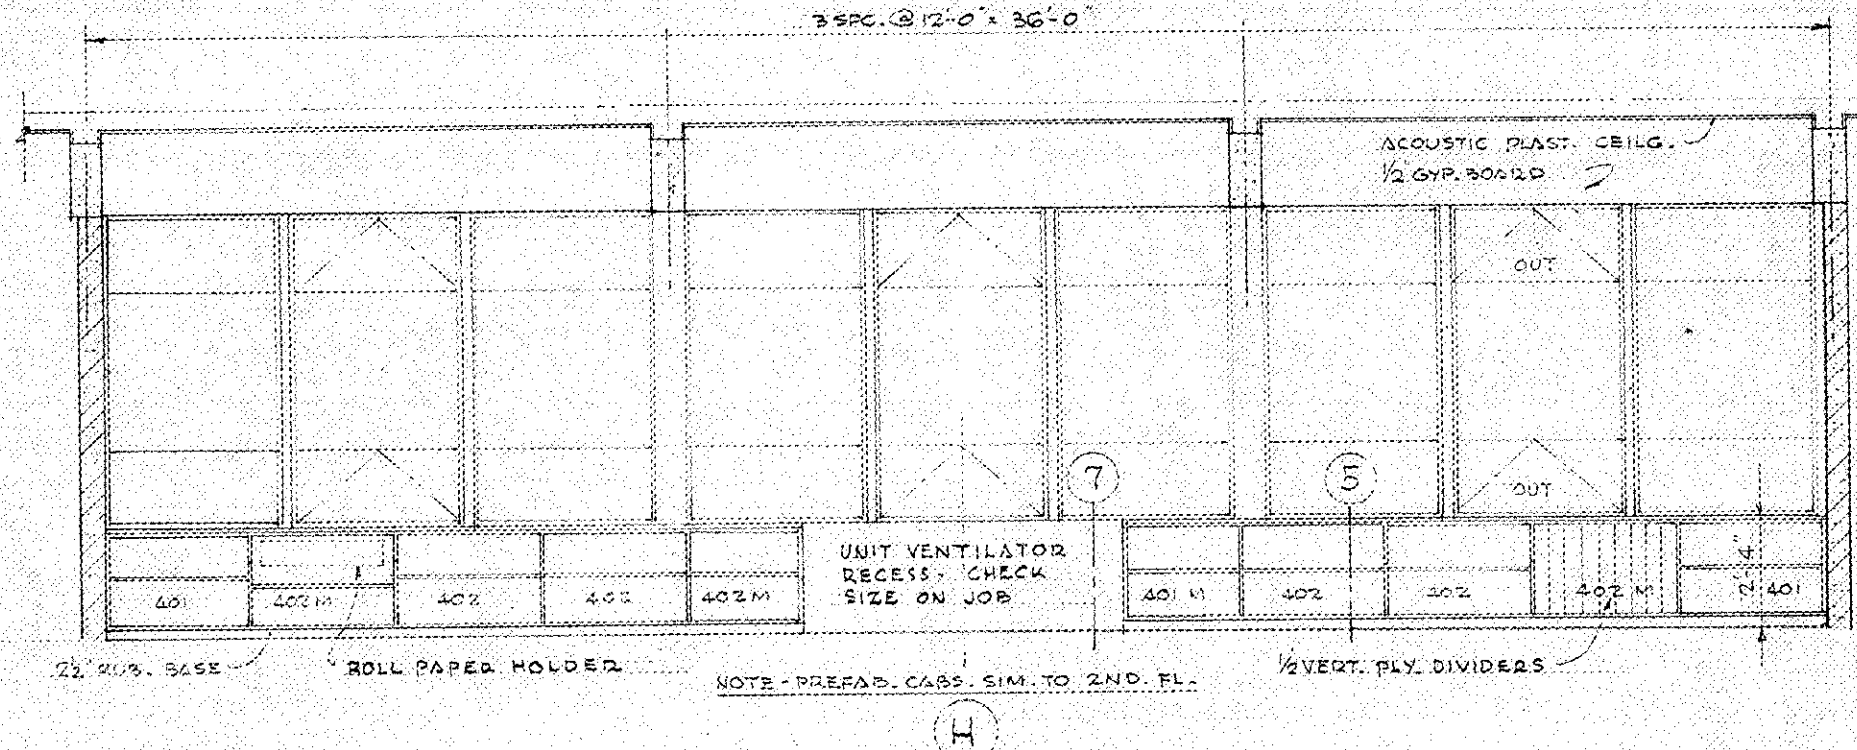 3 SPC. @ 12'-0" = 36'-0"
ACOUSTIC PLAST. CEILG.
1/2 GYP. BOARD
OUT
7
5
OUT
UNIT VENTILATOR
RECESS - CHECK
SIZE ON JOB
401
402 M
402
402
402 M
401 M
402
402
402 M
2'-4"
401
RUB. BASE
ROLL PAPER HOLDER
1/2 VERT. PLY. DIVIDERS
NOTE - PREFAB. CABS. SIM. TO 2ND. FL.
H